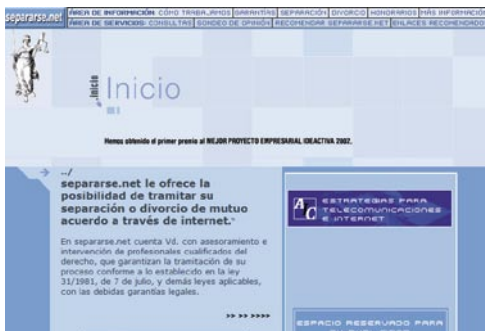 separarse.net
ÁREA DE INFORMACIÓN: CÓMO TRABAJAMOS GARANTÍAS SEPARACIÓN DIVORCIO HONORARIOS MÁS INFORMACIÓN
ÁREA DE SERVICIOS: CONSULTAS SONDEO DE OPINIÓN RECOMENDAR SEPARARSE.NET ENLACES RECOMENDADOS
.inicio
Inicio
Hemos obtenido el primer premio al MEJOR PROYECTO EMPRESARIAL IDEACTIVA 2002.
../
separarse.net le ofrece la
posibilidad de tramitar su
separación o divorcio de mutuo
acuerdo a través de internet.
En separarse.net cuenta Vd. con asesoramiento e
intervención de profesionales cualificados del
derecho, que garantizan la tramitación de su
proceso conforme a lo establecido en la ley
31/1981, de 7 de julio, y demás leyes aplicables,
con las debidas garantías legales.
>> >> >>>>
AC ESTRATEGIAS PARA
TELECOMUNICACIONES
E INTERNET
ESPACIO RESERVADO PARA